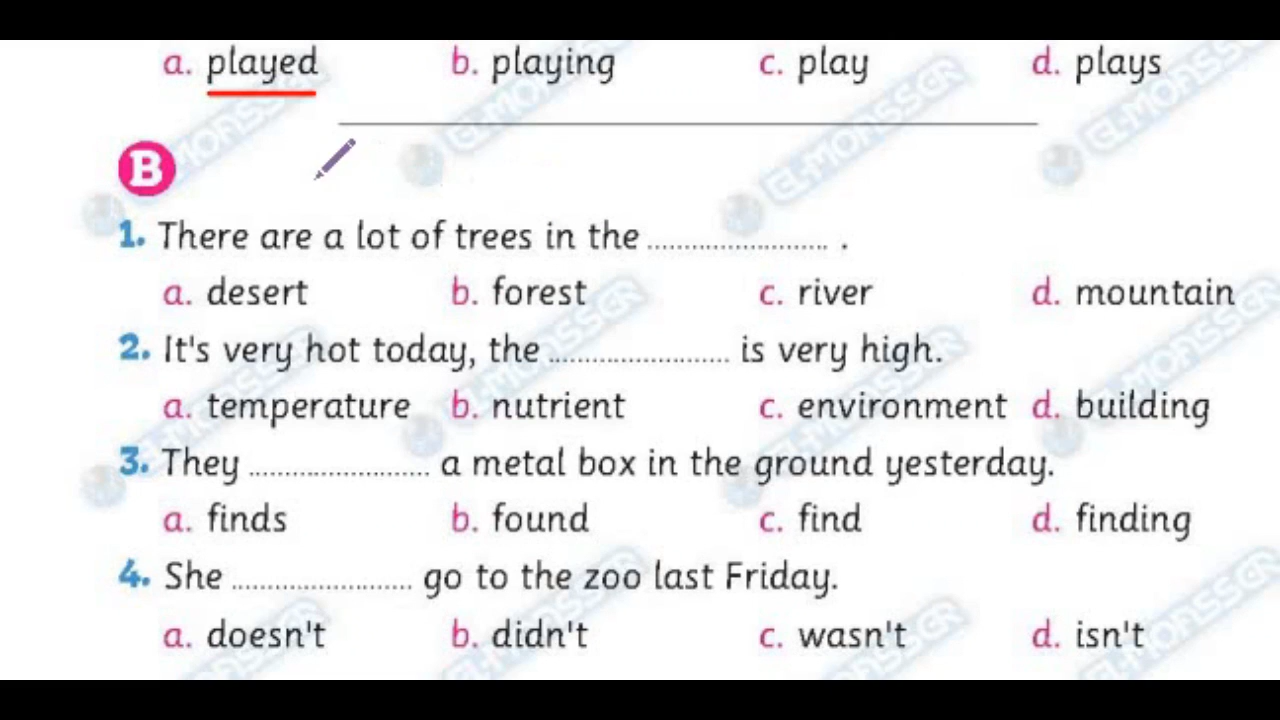 a. played b. playing c. play d. plays
B
1. There are a lot of trees in the ........................ .
a. desert b. forest c. river d. mountain
2. It's very hot today, the ........................ is very high.
a. temperature b. nutrient c. environment d. building
3. They ........................ a metal box in the ground yesterday.
a. finds b. found c. find d. finding
4. She ........................ go to the zoo last Friday.
a. doesn't b. didn't c. wasn't d. isn't